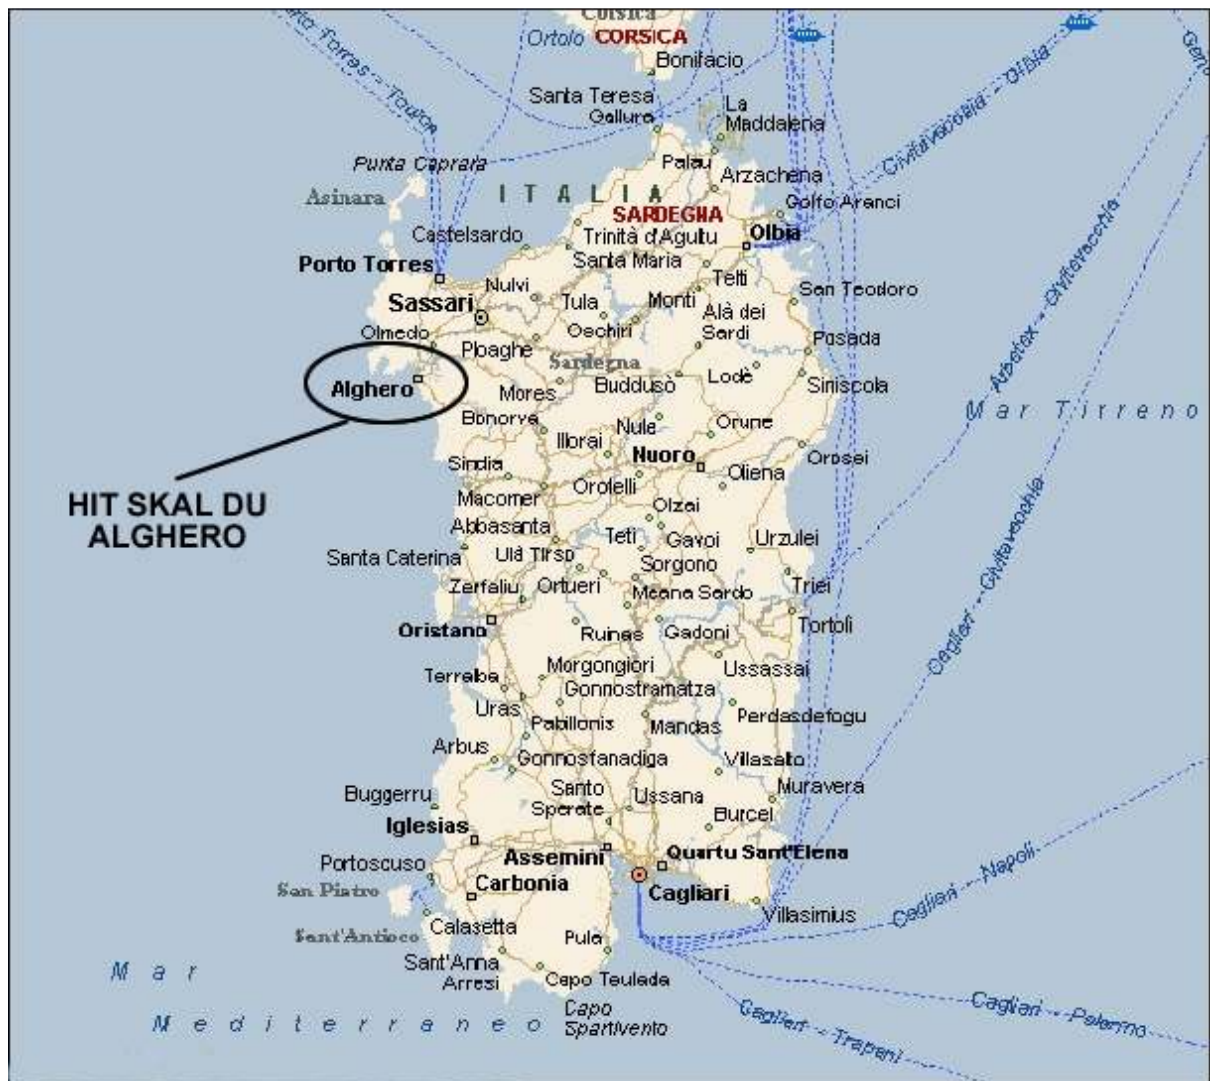 Corsica
Ortolo CORSICA
Bonifacio
Santa Teresa
Gallura
La
Maddalena
Porto Torres - Toulon
Civitavecchia - Olbia
Punta Caprara
Palau
Arzachena
Asinara
ITALIA
Golfo Aranci
SARDEGNA
Castelsardo
Trinità d'Agultu
Olbia
Santa Maria
Porto Torres
Telti
Nulvi
San Teodoro
Sassari
Tula
Monti
Alà dei
Sardi
Olmedo
Oschiri
Ploaghe
Posada
Sardegna
Alghero
Mores
Buddusò
Lodè
Siniscola
Arbatax - Civitavecchia
Mar Tirreno
Bonorva
Nule
Orune
Illorai
Nuoro
Orosei
Sindia
Oliena
HIT SKAL DU
ALGHERO
Macomer
Orotelli
Olzai
Abbasanta
Teti
Gavoi
Urzulei
Santa Caterina
Ulà Tirso
Sorgono
Cagliari - Civitavecchia
Zerfaliu
Ortueri
Meana Sardo
Triei
Oristano
Ruinas
Gadoni
Tortolì
Terralba
Morgongiori
Ussassai
Gonnostramatza
Uras
Pabillonis
Mandas
Perdasdefogu
Arbus
Gonnosfanadiga
Villasalto
Buggerru
Santo
Sperate
Ussana
Muravera
Iglesias
Burcei
Portoscuso
Assemini
Quartu Sant'Elena
San Pietro
Carbonia
Cagliari
Cagliari - Napoli
Villasimius
Calasetta
Sant'Antioco
Pula
Sant'Anna
Arresi
Capo Teulada
Mar
Mediterraneo
Capo
Spartivento
Cagliari - Trapani
Cagliari - Palermo